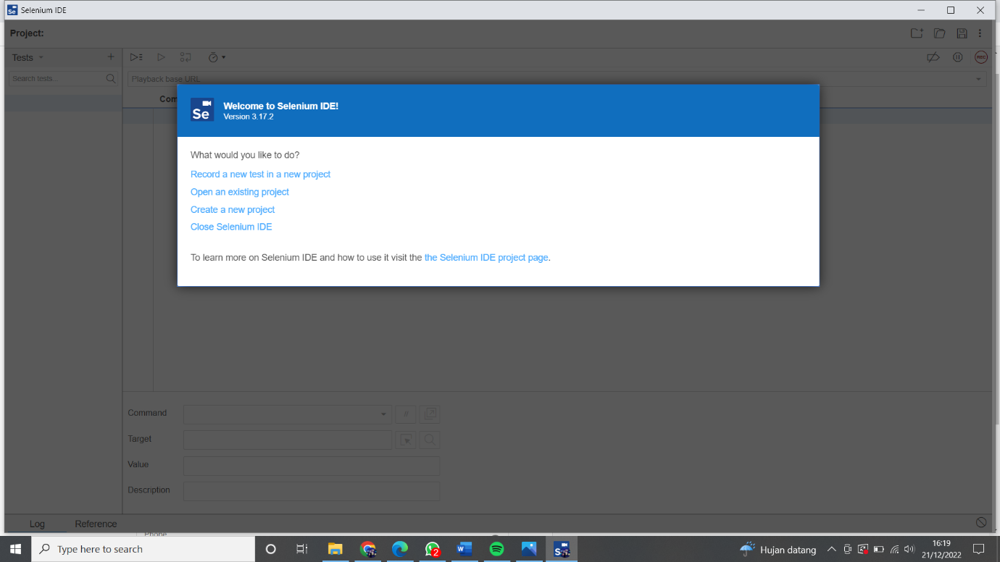 Se Selenium IDE
Project:
Tests
Search tests...
REC
Playback base URL
Com
Se
Welcome to Selenium IDE!
Version 3.17.2
What would you like to do?
Record a new test in a new project
Open an existing project
Create a new project
Close Selenium IDE
To learn more on Selenium IDE and how to use it visit the the Selenium IDE project page.
Command
//
Target
Value
Description
Log Reference
Phone
Type here to search
2
W
Hujan datang
16:19
21/12/2022